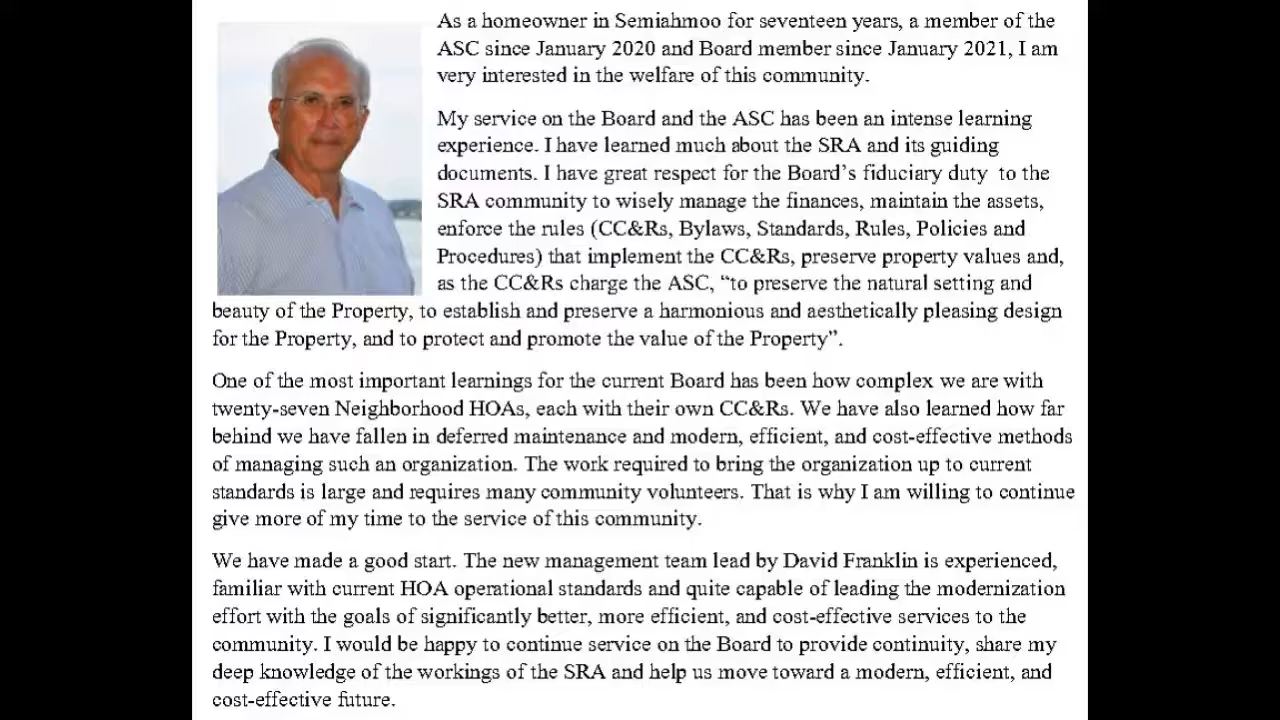 As a homeowner in Semiahmoo for seventeen years, a member of the
ASC since January 2020 and Board member since January 2021, I am
very interested in the welfare of this community.
My service on the Board and the ASC has been an intense learning
experience. I have learned much about the SRA and its guiding
documents. I have great respect for the Board’s fiduciary duty to the
SRA community to wisely manage the finances, maintain the assets,
enforce the rules (CC&Rs, Bylaws, Standards, Rules, Policies and
Procedures) that implement the CC&Rs, preserve property values and,
as the CC&Rs charge the ASC, “to preserve the natural setting and
beauty of the Property, to establish and preserve a harmonious and aesthetically pleasing design
for the Property, and to protect and promote the value of the Property”.
One of the most important learnings for the current Board has been how complex we are with
twenty-seven Neighborhood HOAs, each with their own CC&Rs. We have also learned how far
behind we have fallen in deferred maintenance and modern, efficient, and cost-effective methods
of managing such an organization. The work required to bring the organization up to current
standards is large and requires many community volunteers. That is why I am willing to continue
give more of my time to the service of this community.
We have made a good start. The new management team lead by David Franklin is experienced,
familiar with current HOA operational standards and quite capable of leading the modernization
effort with the goals of significantly better, more efficient, and cost-effective services to the
community. I would be happy to continue service on the Board to provide continuity, share my
deep knowledge of the workings of the SRA and help us move toward a modern, efficient, and
cost-effective future.